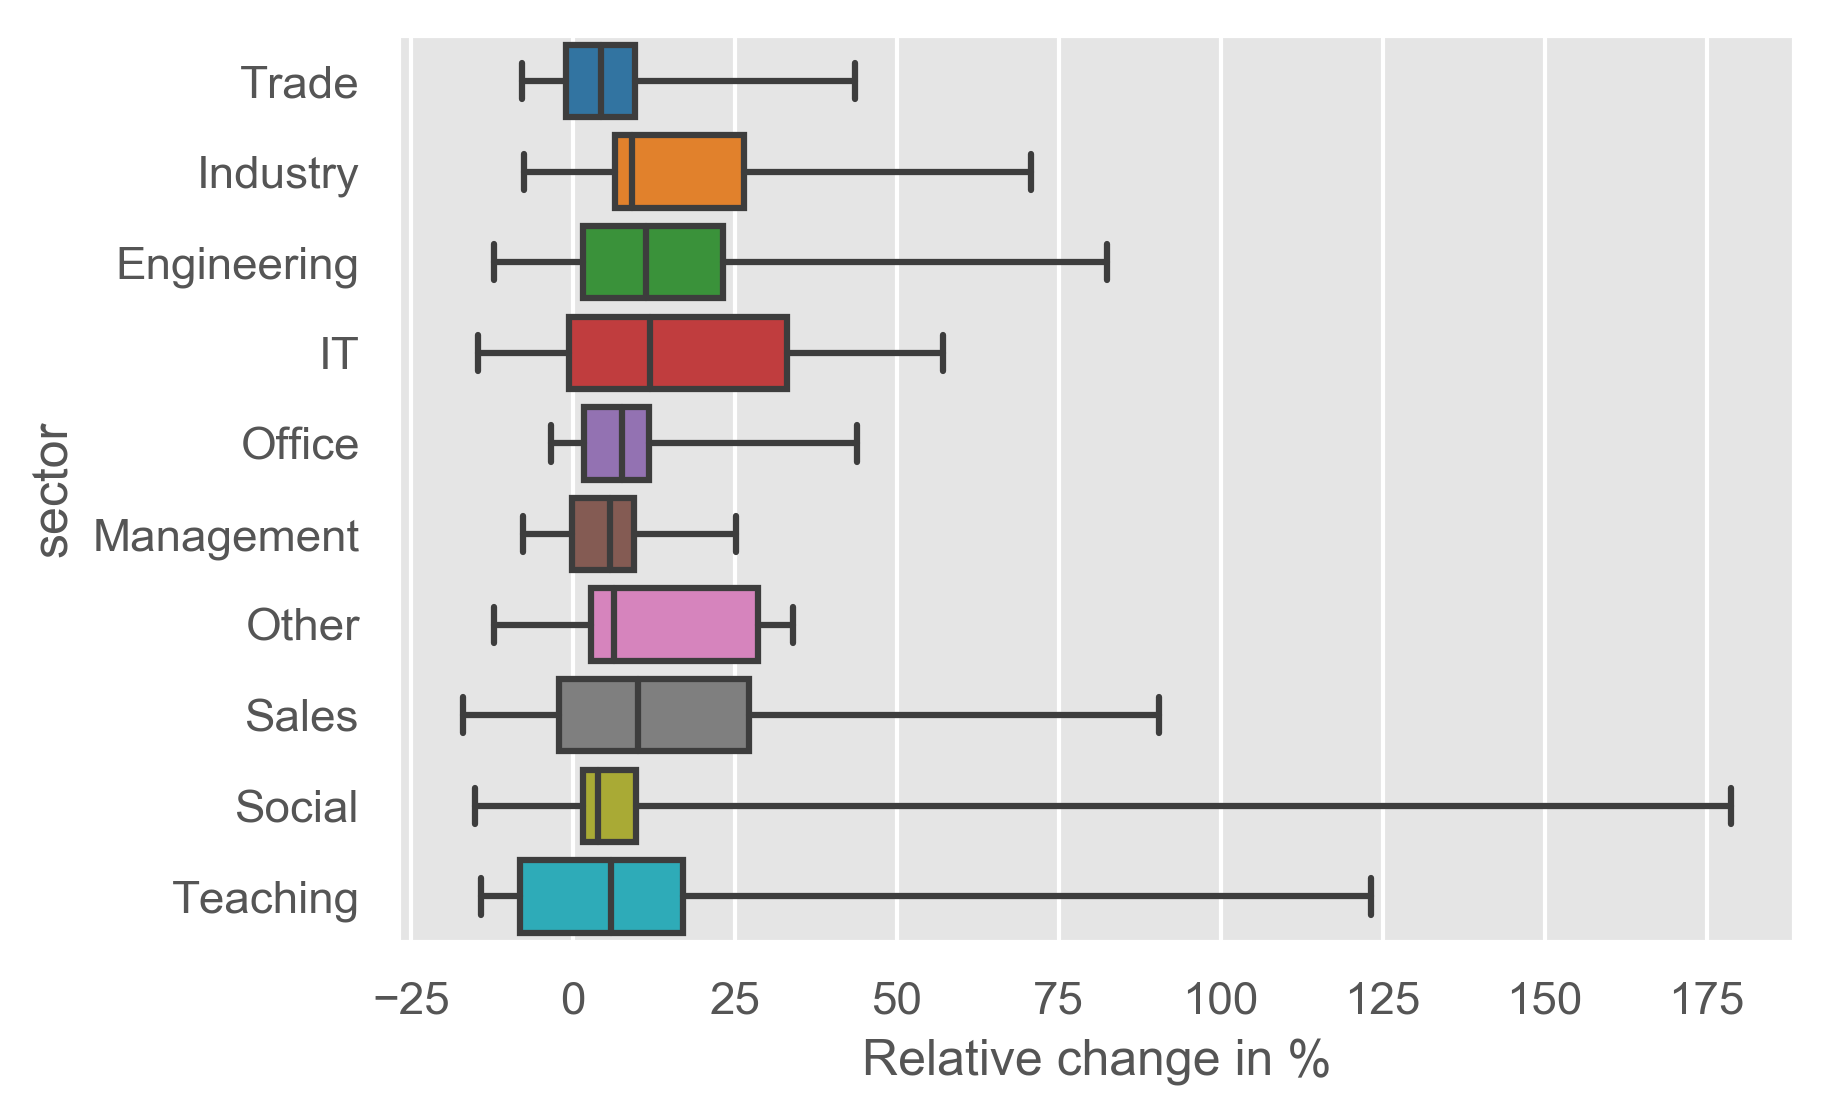 Trade
Industry
Engineering
IT
Office
Management
Other
Sales
Social
Teaching
sector
−25 0 25 50 75 100 125 150 175
Relative change in %